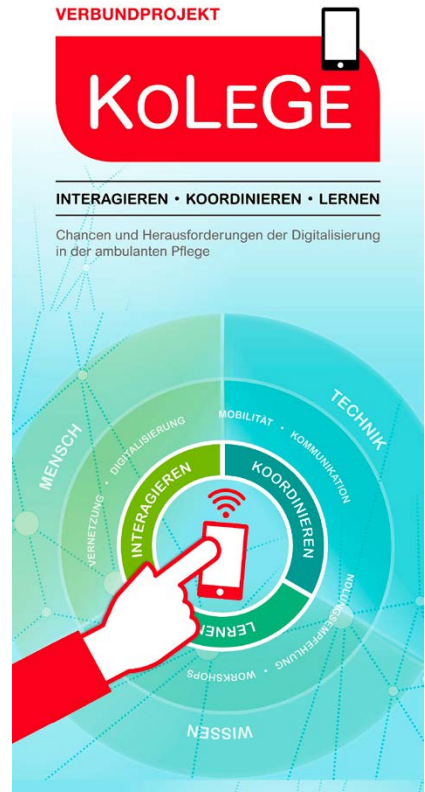 VERBUNDPROJEKT
KOLEGE
INTERAGIEREN · KOORDINIEREN · LERNEN
Chancen und Herausforderungen der Digitalisierung
in der ambulanten Pflege
MENSCH
TECHNIK
VERNETZUNG · DIGITALISIERUNG
MOBILITÄT · KOMMUNIKATION
INTERAGIEREN
KOORDINIEREN
LERNEN
WORKSHOPS
WISSEN